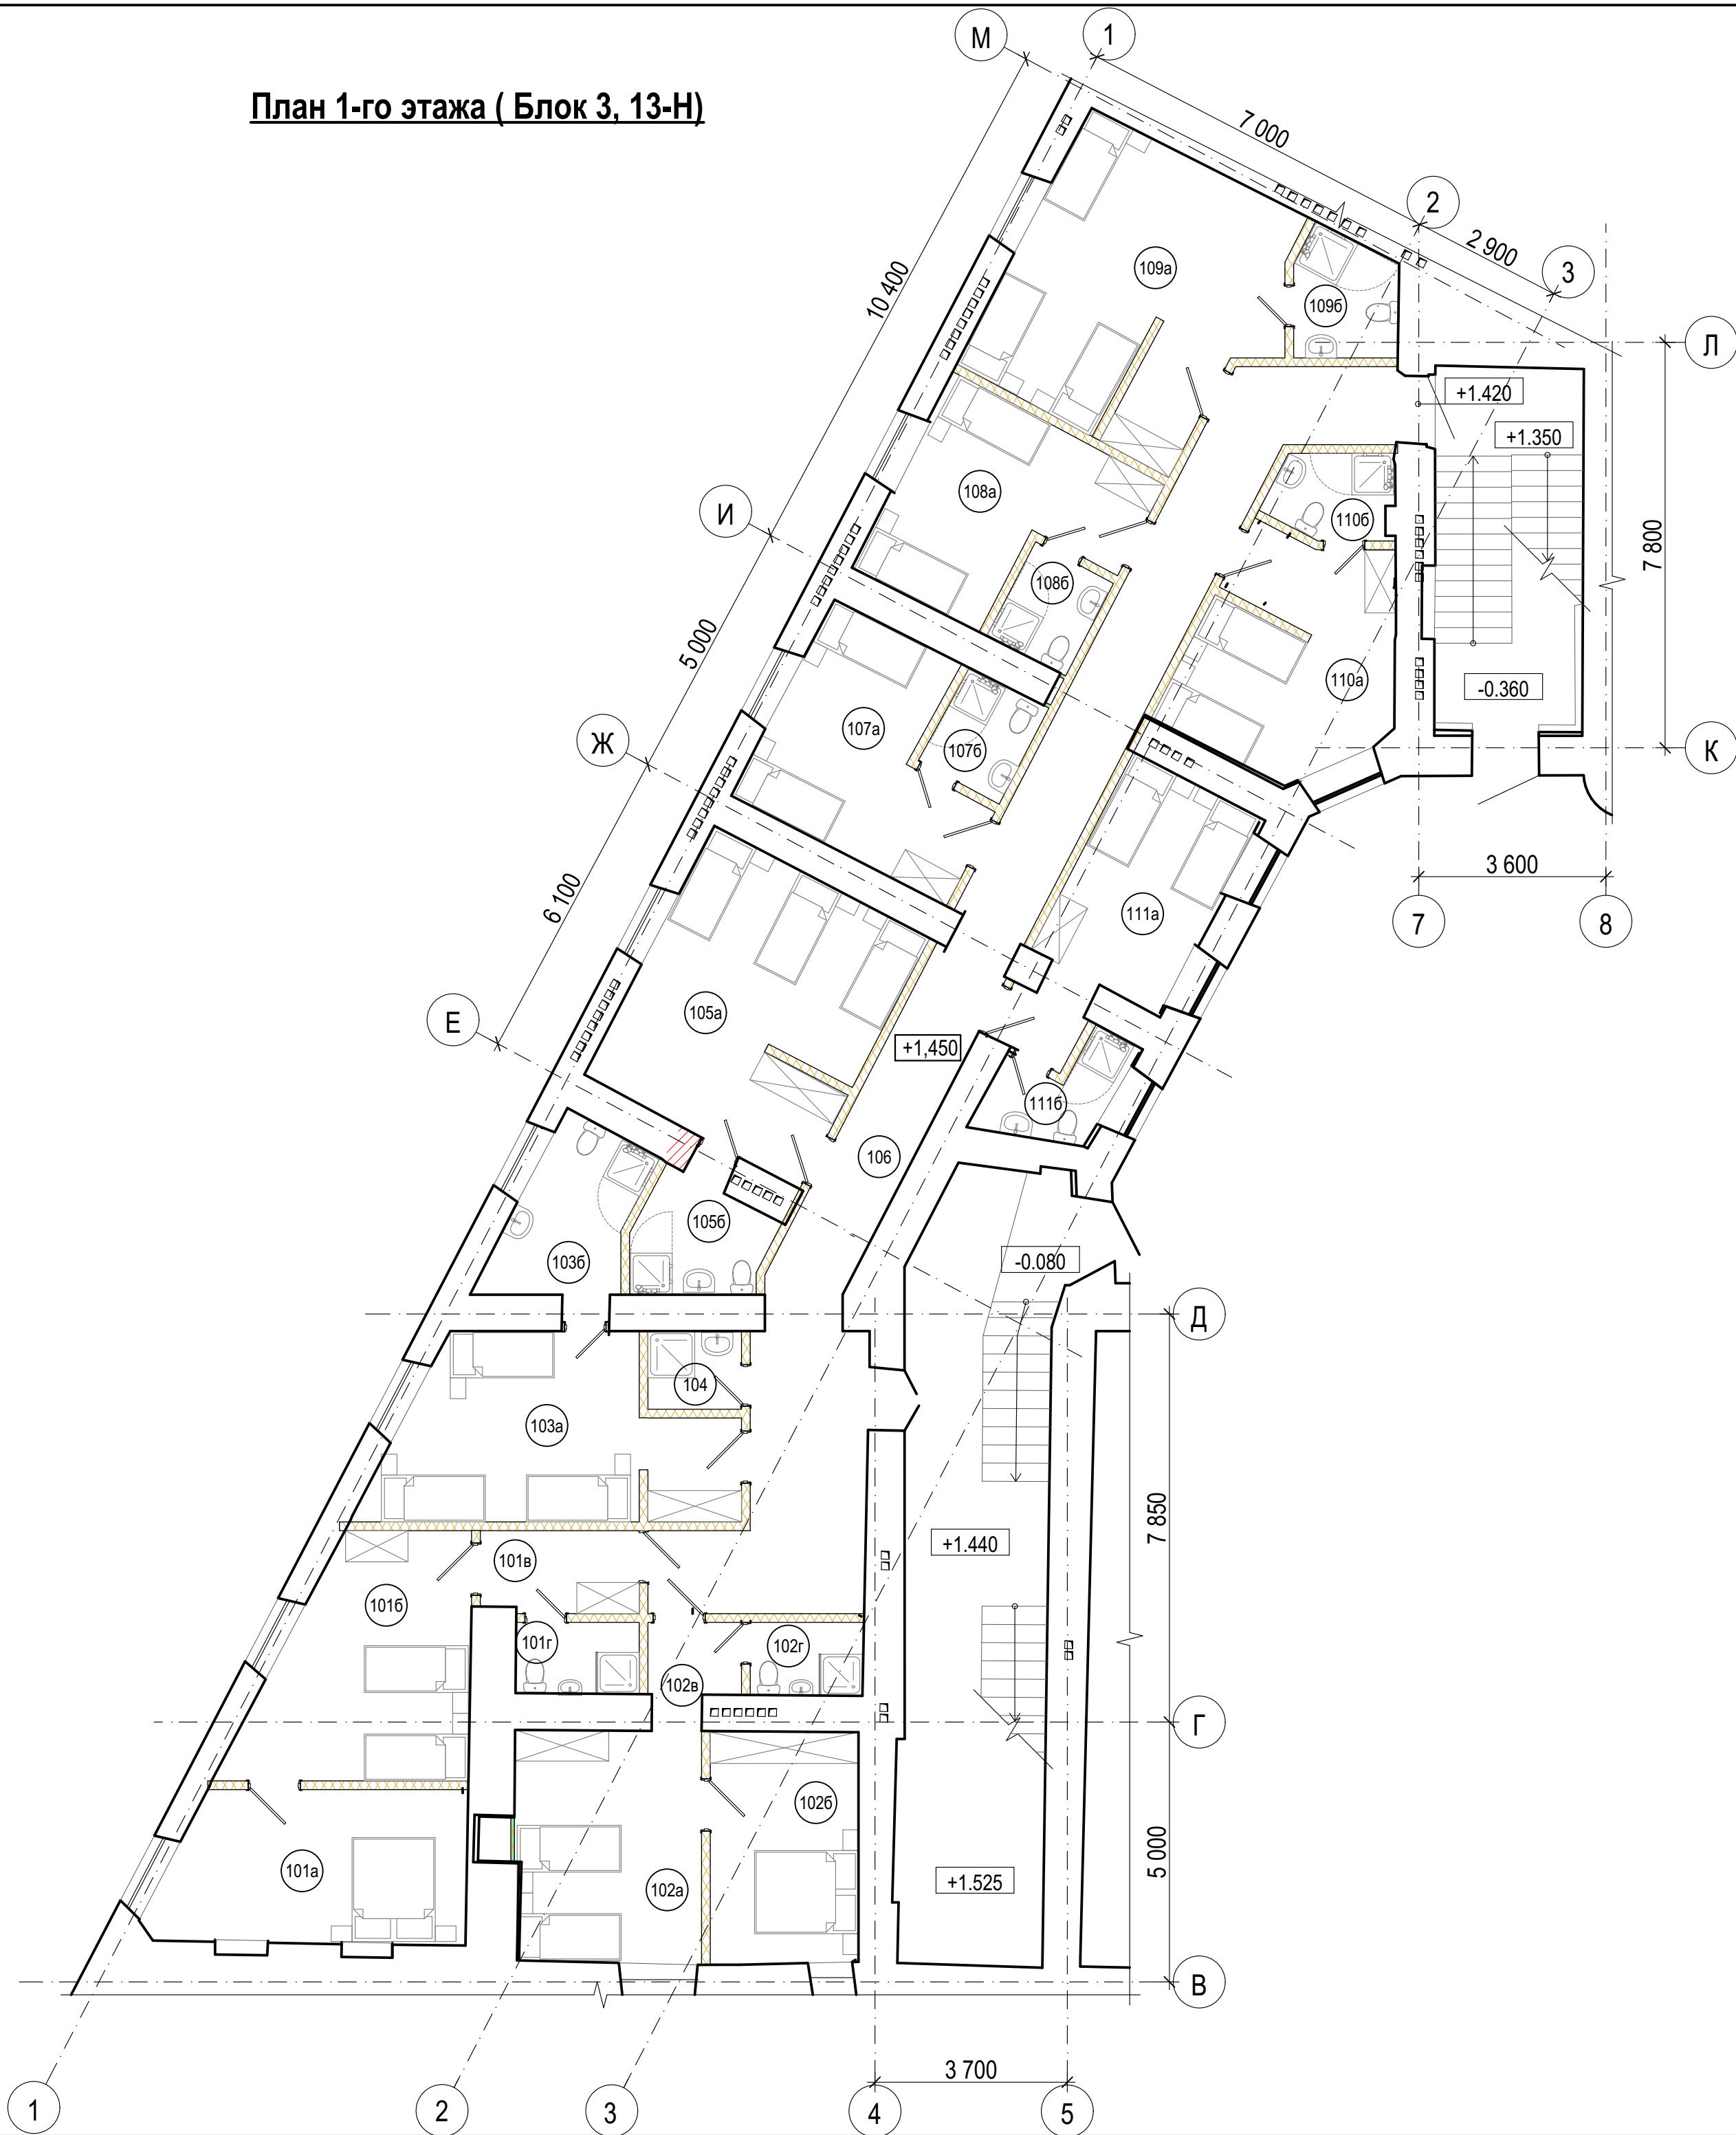 План 1-го этажа ( Блок 3, 13-Н)
М
1
7 000
2
2 900
3
10 400
109а
109б
Л
+1.420
+1.350
108а
110б
И
7 800
108б
5 000
110а
-0.360
107а
107б
Ж
К
3 600
6 100
111а
7
8
105а
Е
+1,450
111б
106
105б
103б
-0.080
Д
104
103а
7 850
+1.440
101в
101б
101г
102г
102в
Г
102б
5 000
101а
102а
+1.525
В
3 700
1
2
3
4
5